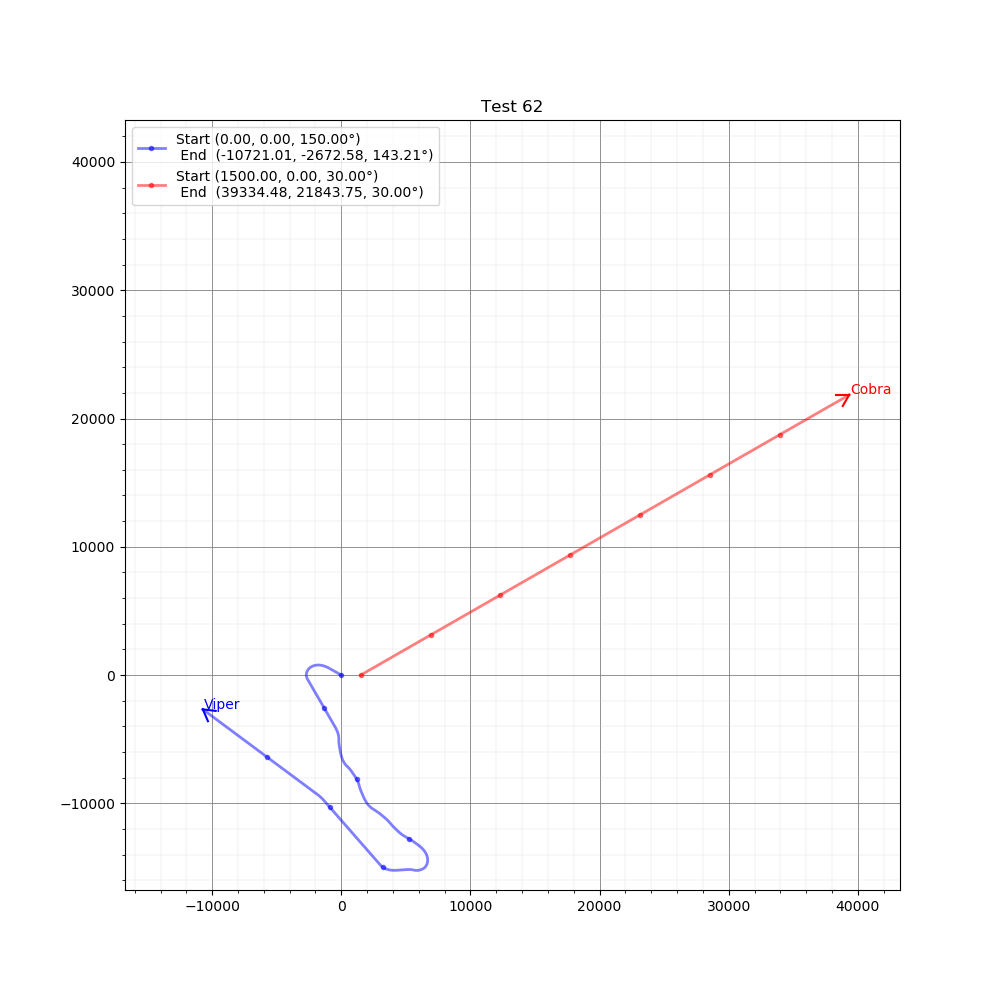 Test 62
Start (0.00, 0.00, 150.00°)
End (-10721.01, -2672.58, 143.21°)
Start (1500.00, 0.00, 30.00°)
End (39334.48, 21843.75, 30.00°)
40000
30000
20000
10000
0
−10000
Cobra
Viper
−10000
0
10000
20000
30000
40000